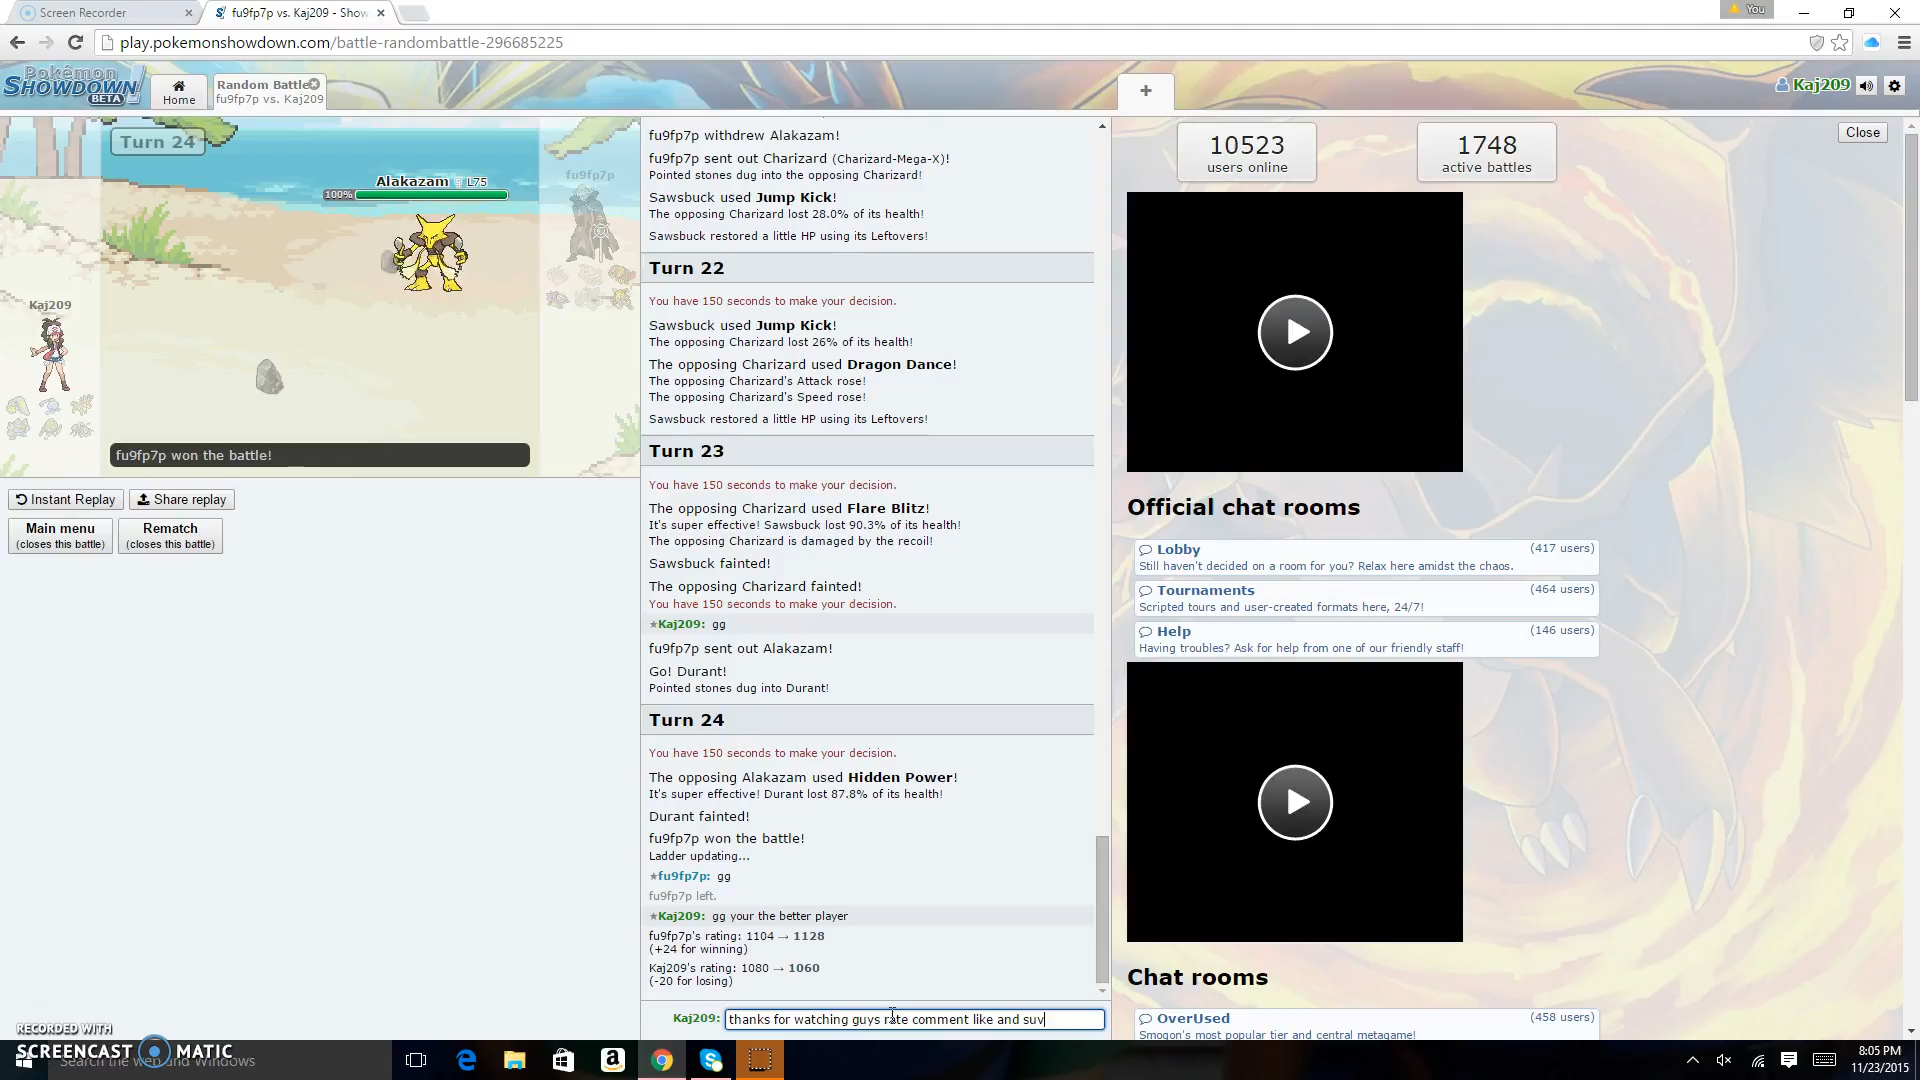 Screen Recorder
fu9fp7p vs. Kaj209 - Show
You
play.pokemonshowdown.com/battle-randombattle-296685225
Pokémon
SHOWDOWN
BETA
Home
Random Battle
fu9fp7p vs. Kaj209
+
Kaj209
Turn 24
Alakazam L75
100%
fu9fp7p
Kaj209
fu9fp7p won the battle!
Instant Replay
Share replay
Main menu
(closes this battle)
Rematch
(closes this battle)
fu9fp7p withdrew Alakazam!
fu9fp7p sent out Charizard (Charizard-Mega-X)!
Pointed stones dug into the opposing Charizard!
Sawsbuck used Jump Kick!
The opposing Charizard lost 28.0% of its health!
Sawsbuck restored a little HP using its Leftovers!
Turn 22
You have 150 seconds to make your decision.
Sawsbuck used Jump Kick!
The opposing Charizard lost 26% of its health!
The opposing Charizard used Dragon Dance!
The opposing Charizard's Attack rose!
The opposing Charizard's Speed rose!
Sawsbuck restored a little HP using its Leftovers!
Turn 23
You have 150 seconds to make your decision.
The opposing Charizard used Flare Blitz!
It's super effective! Sawsbuck lost 90.3% of its health!
The opposing Charizard is damaged by the recoil!
Sawsbuck fainted!
The opposing Charizard fainted!
You have 150 seconds to make your decision.
★Kaj209: gg
fu9fp7p sent out Alakazam!
Go! Durant!
Pointed stones dug into Durant!
Turn 24
You have 150 seconds to make your decision.
The opposing Alakazam used Hidden Power!
It's super effective! Durant lost 87.8% of its health!
Durant fainted!
fu9fp7p won the battle!
Ladder updating...
★fu9fp7p: gg
fu9fp7p left.
★Kaj209: gg your the better player
fu9fp7p's rating: 1104 → 1128
(+24 for winning)
Kaj209's rating: 1080 → 1060
(-20 for losing)
Kaj209: thanks for watching guys rate comment like and suv
Close
10523
users online
1748
active battles
Official chat rooms
Lobby (417 users)
Still haven't decided on a room for you? Relax here amidst the chaos.
Tournaments (464 users)
Scripted tours and user-created formats here, 24/7!
Help (146 users)
Having troubles? Ask for help from one of our friendly staff!
Chat rooms
OverUsed (458 users)
Smogon's most popular tier and central metagame!
RECORDED WITH
SCREENCAST MATIC
Search the web and Windows
8:05 PM
11/23/2015